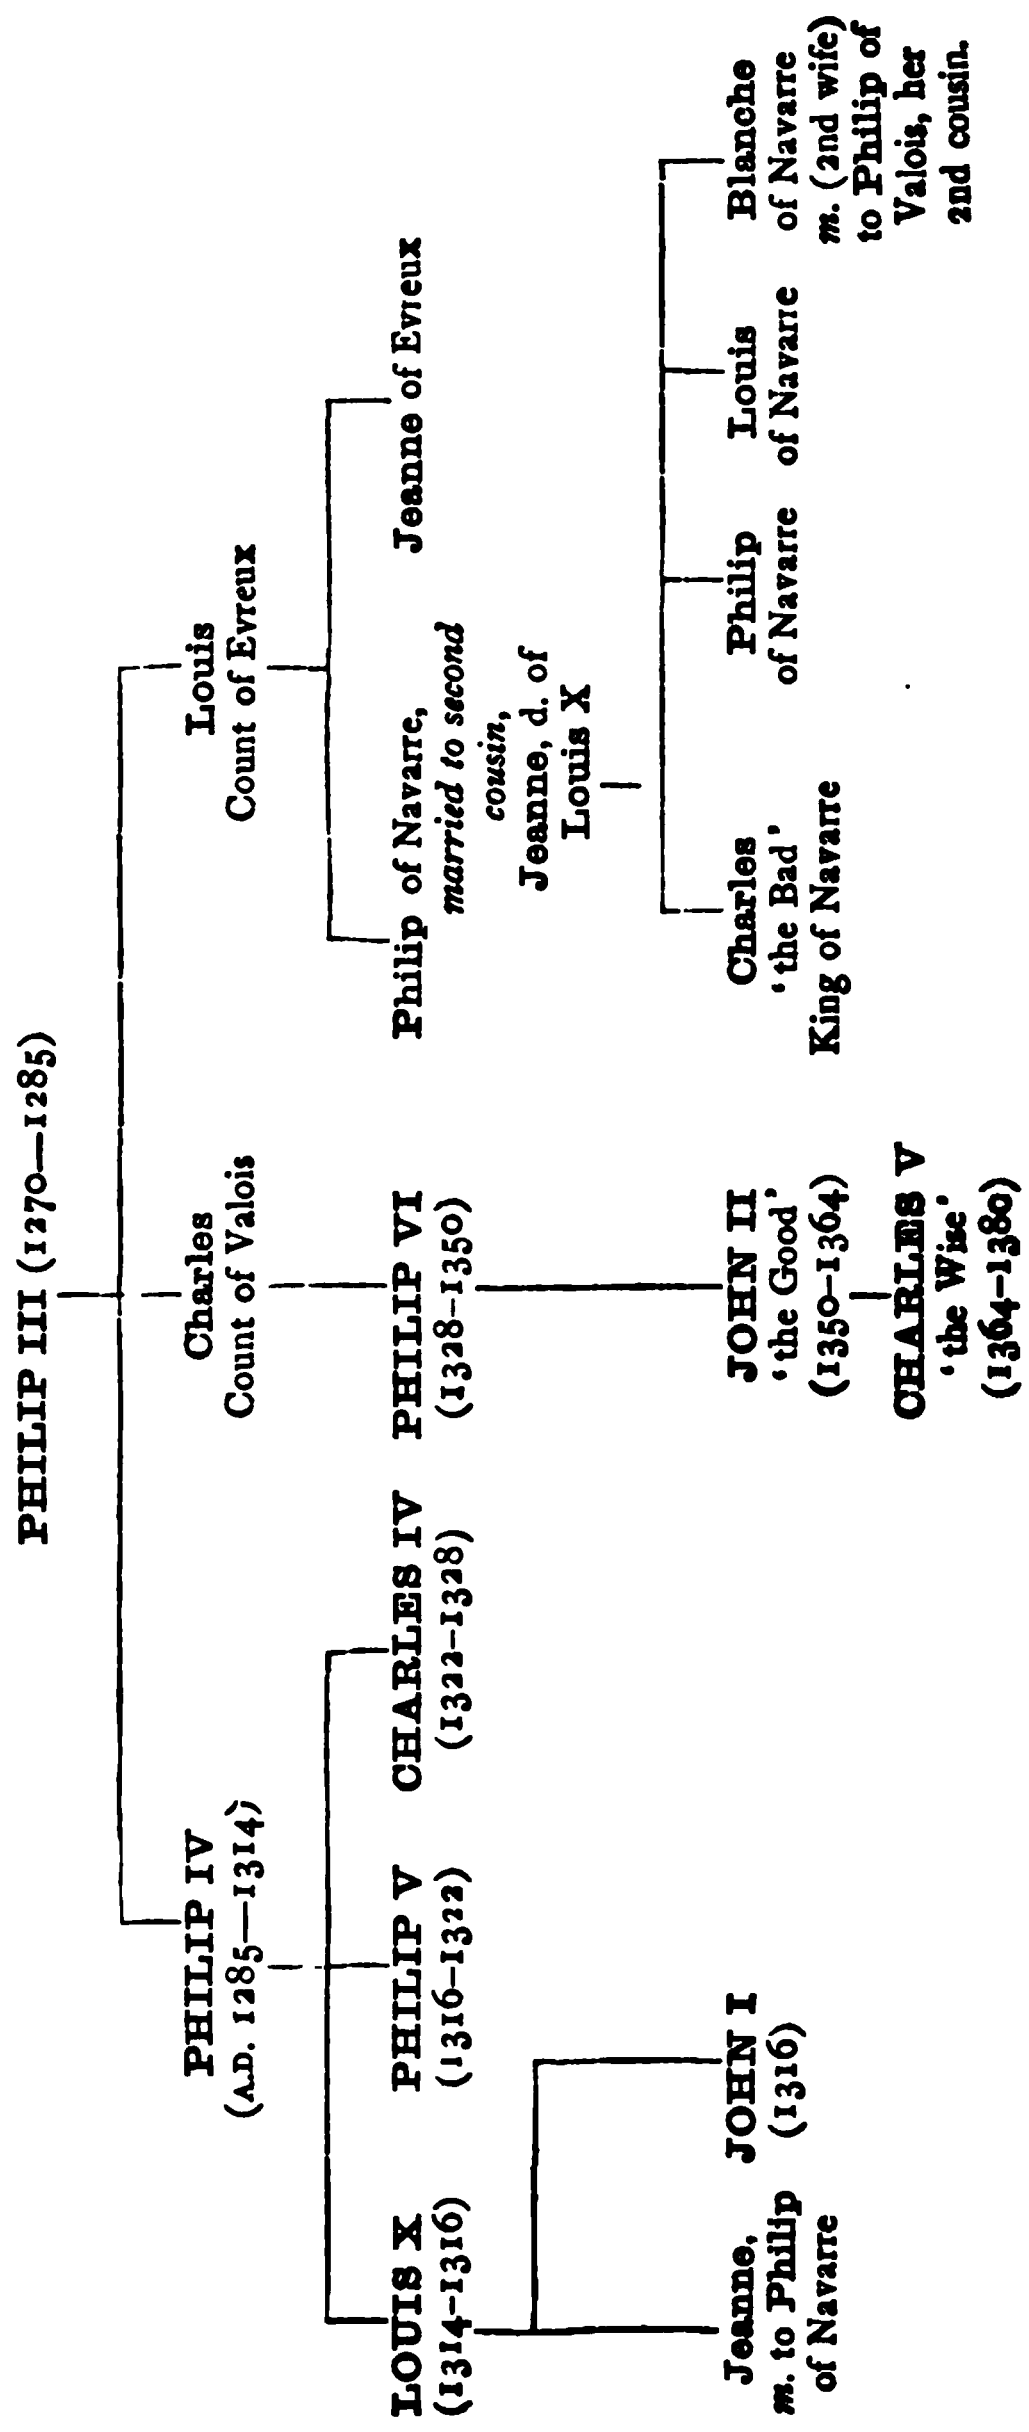 PHILIP III (1270—1285)
PHILIP IV
(A.D. 1285—1314)
Charles
Count of Valois
Louis
Count of Evreux
LOUIS X
(1314–1316)
PHILIP V
(1316–1322)
CHARLES IV
(1322–1328)
PHILIP VI
(1328–1350)
Philip of Navarre,
married to second
cousin,
Jeanne, d. of
Louis X
Jeanne of Evreux
Jeanne,
m. to Philip
of Navarre
JOHN I
(1316)
JOHN II
'the Good'
(1350–1364)
CHARLES V
'the Wise'
(1364–1380)
Charles
'the Bad'
King of Navarre
Philip
of Navarre
Louis
of Navarre
Blanche
of Navarre
m. (2nd wife)
to Philip of
Valois, her
2nd cousin.